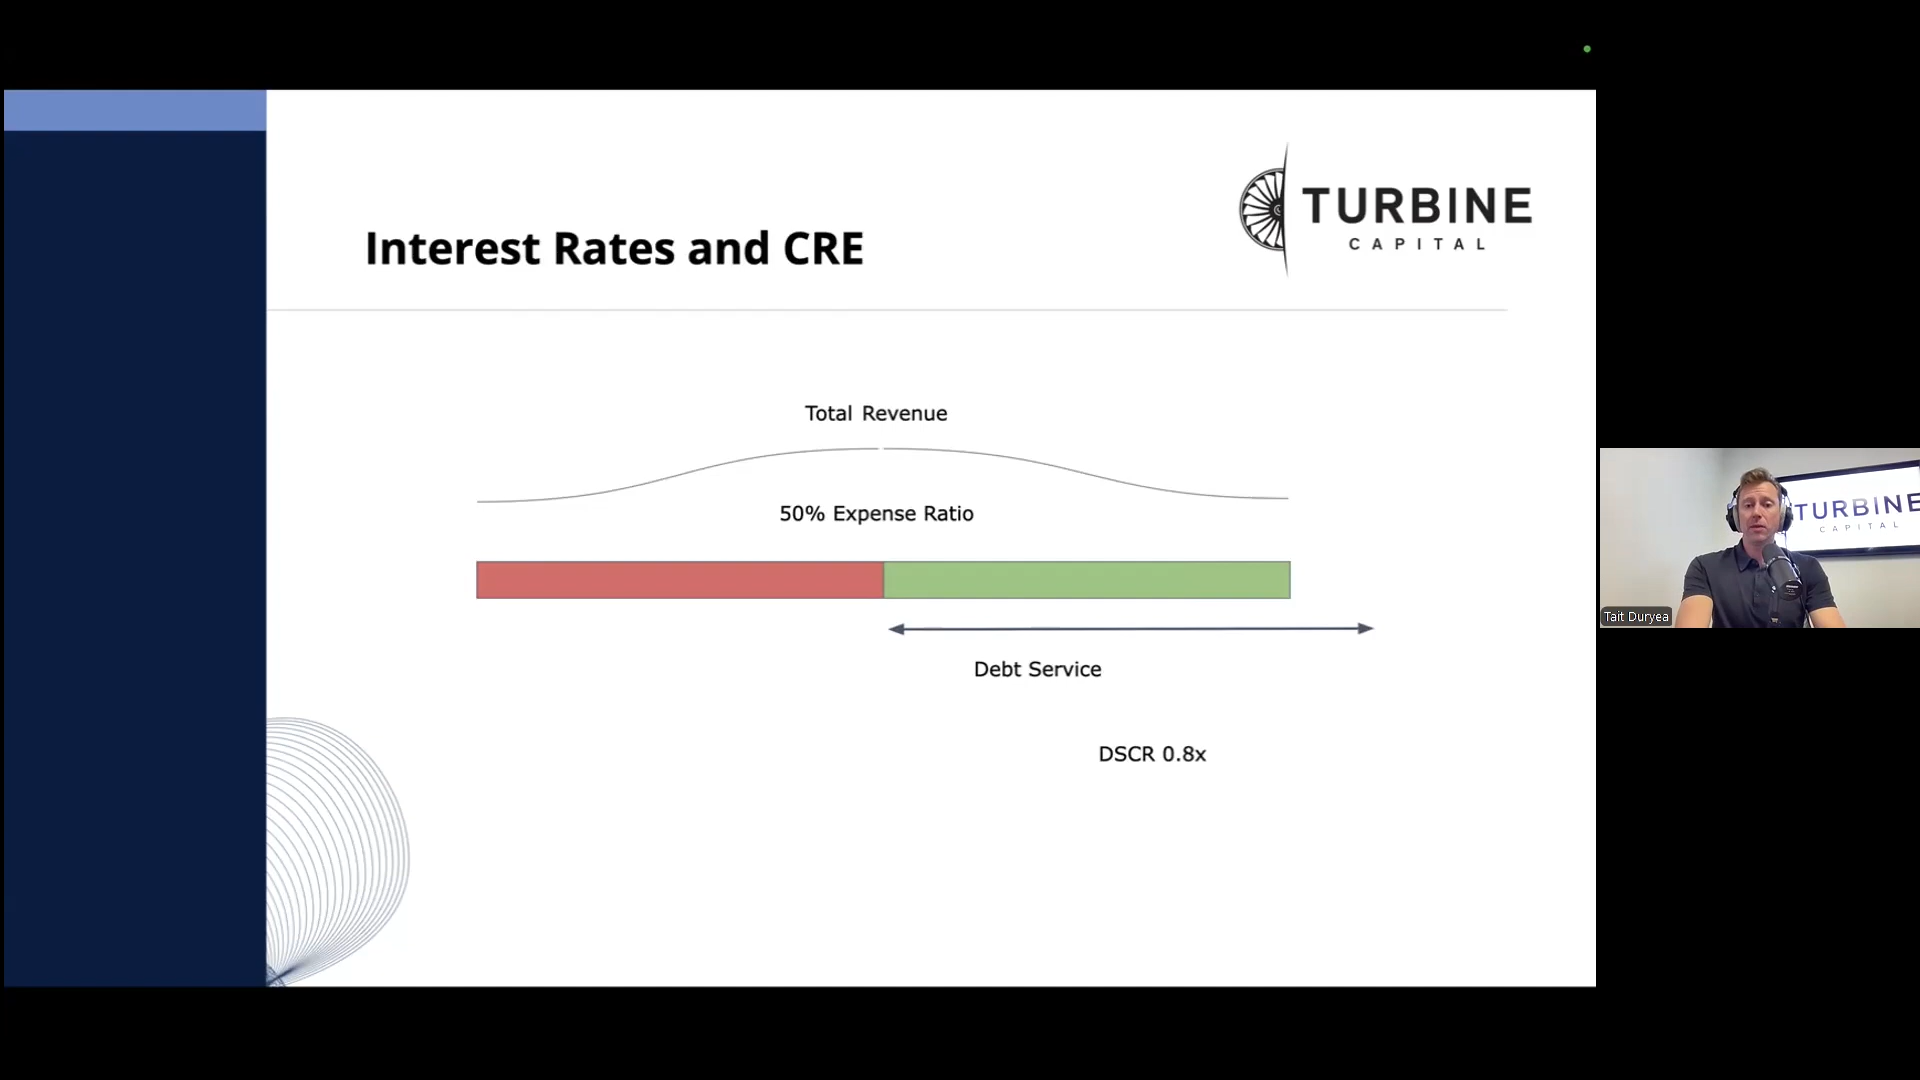 TURBINE
CAPITAL
Interest Rates and CRE
Total Revenue
50% Expense Ratio
Debt Service
DSCR 0.8x
TURBINE
CAPITAL
Tait Duryea